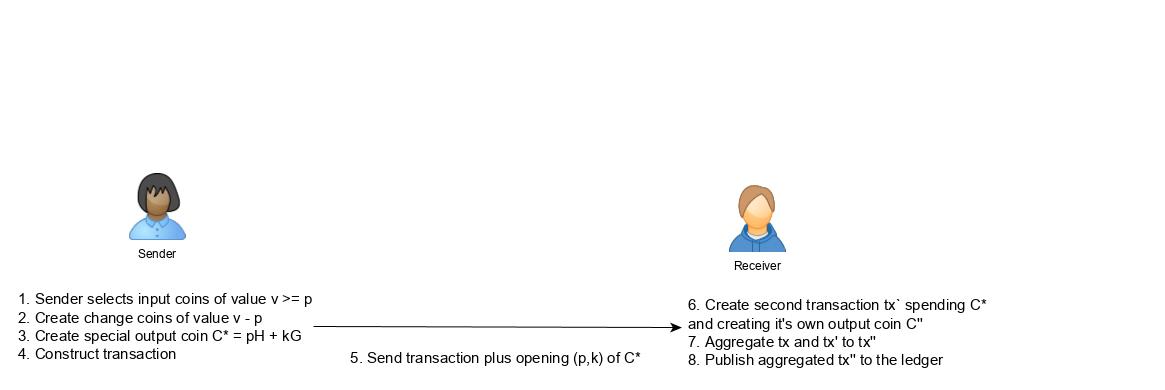 Sender
Receiver
1. Sender selects input coins of value v >= p
2. Create change coins of value v - p
3. Create special output coin C* = pH + kG
4. Construct transaction
5. Send transaction plus opening (p,k) of C*
6. Create second transaction tx` spending C*
and creating it's own output coin C"
7. Aggregate tx and tx' to tx"
8. Publish aggregated tx" to the ledger